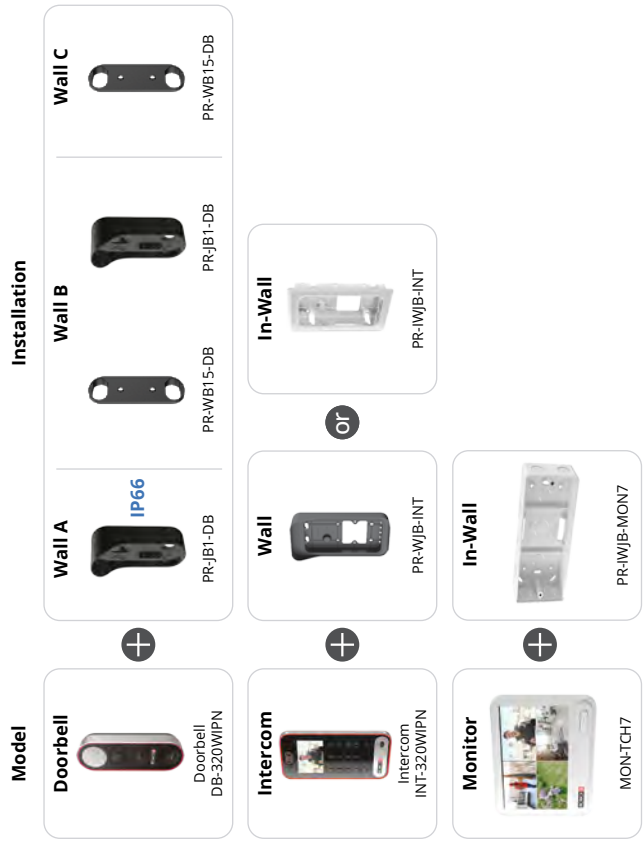 Model
Installation
Doorbell
Doorbell
DB-320WIPN
Wall A
IP66
PR-JB1-DB
Wall B
PR-WB15-DB
PR-JB1-DB
Wall C
PR-WB15-DB
Intercom
Intercom
INT-320WIPN
Wall
PR-WJB-INT
or
In-Wall
PR-IWJB-INT
Monitor
MON-TCH7
In-Wall
PR-IWJB-MON7